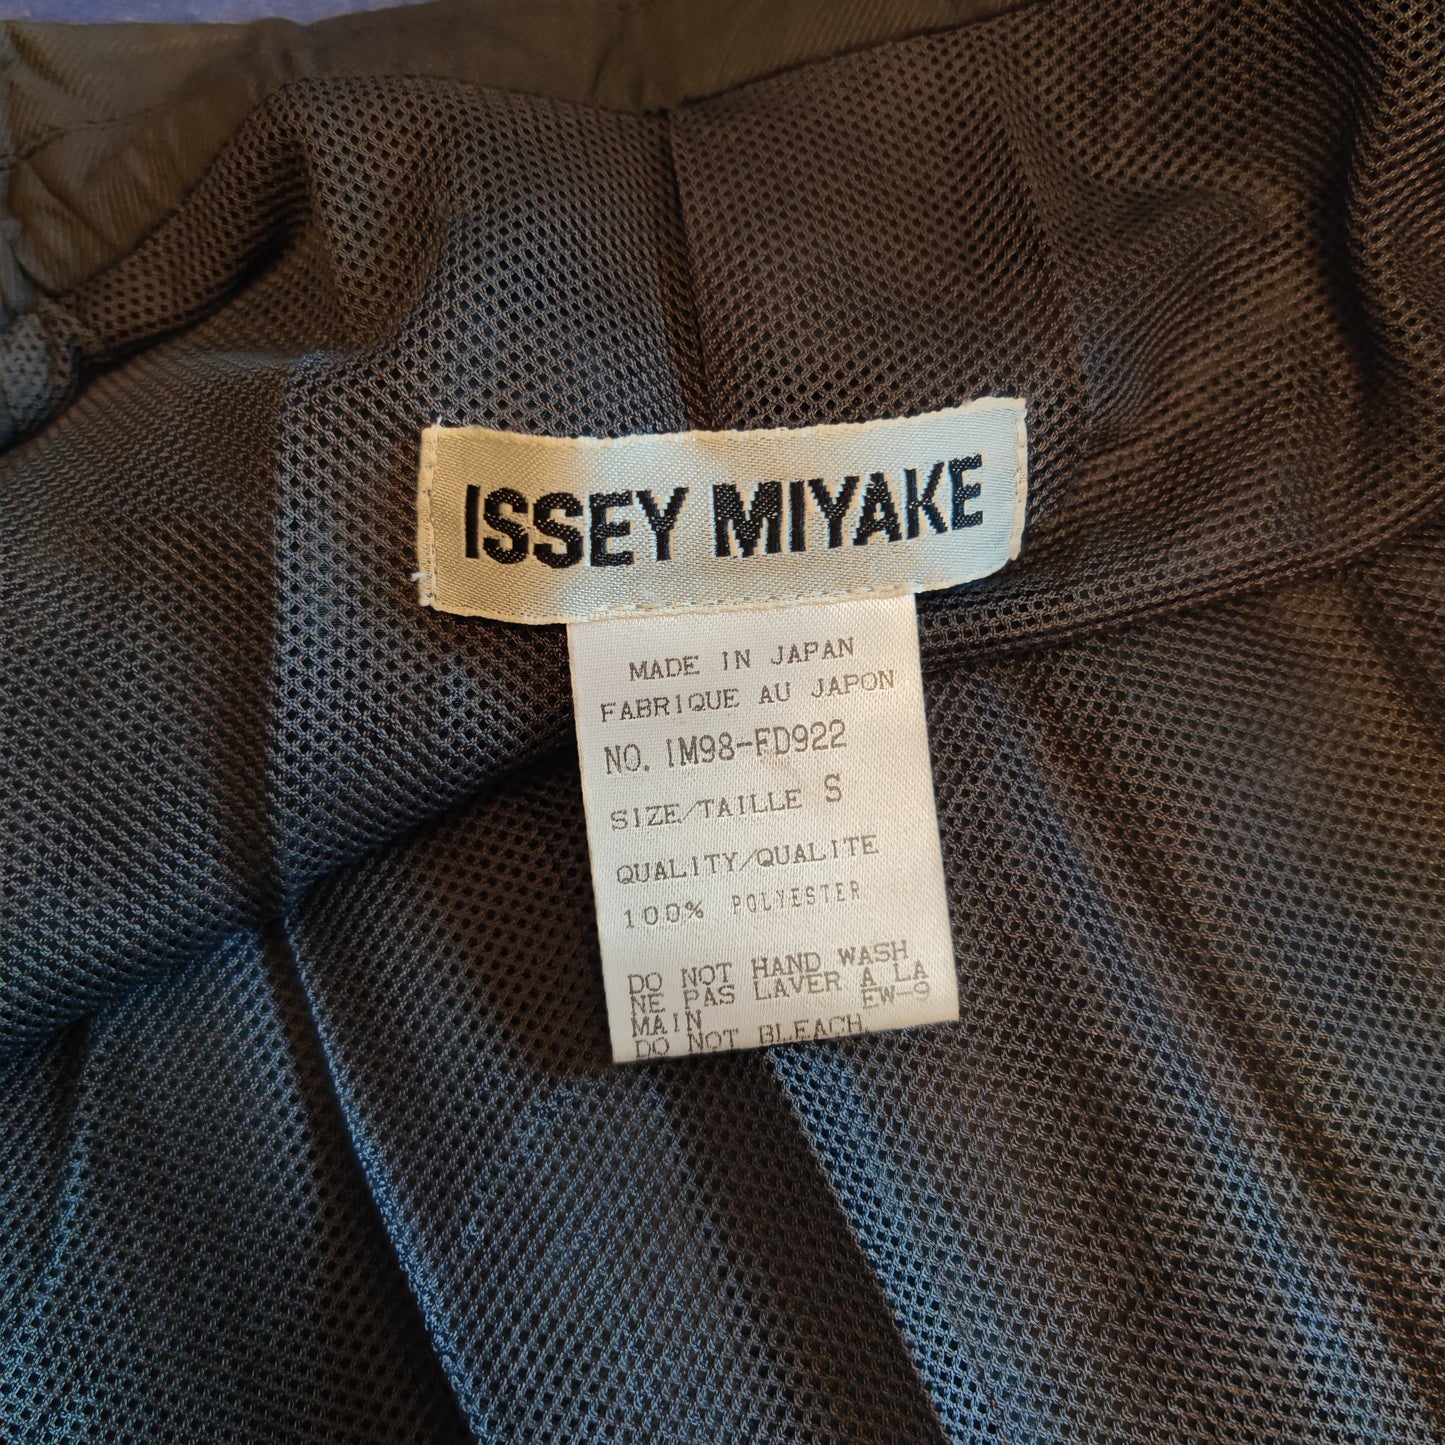 ISSEY MIYAKE
MADE IN JAPAN
FABRIQUE AU JAPON
NO. IM98-FD922
SIZE/TAILLE S
QUALITY/QUALITE
100% POLYESTER
DO NOT HAND WASH
NE PAS LAVER A LA
MAIN EW-9
DO NOT BLEACH.